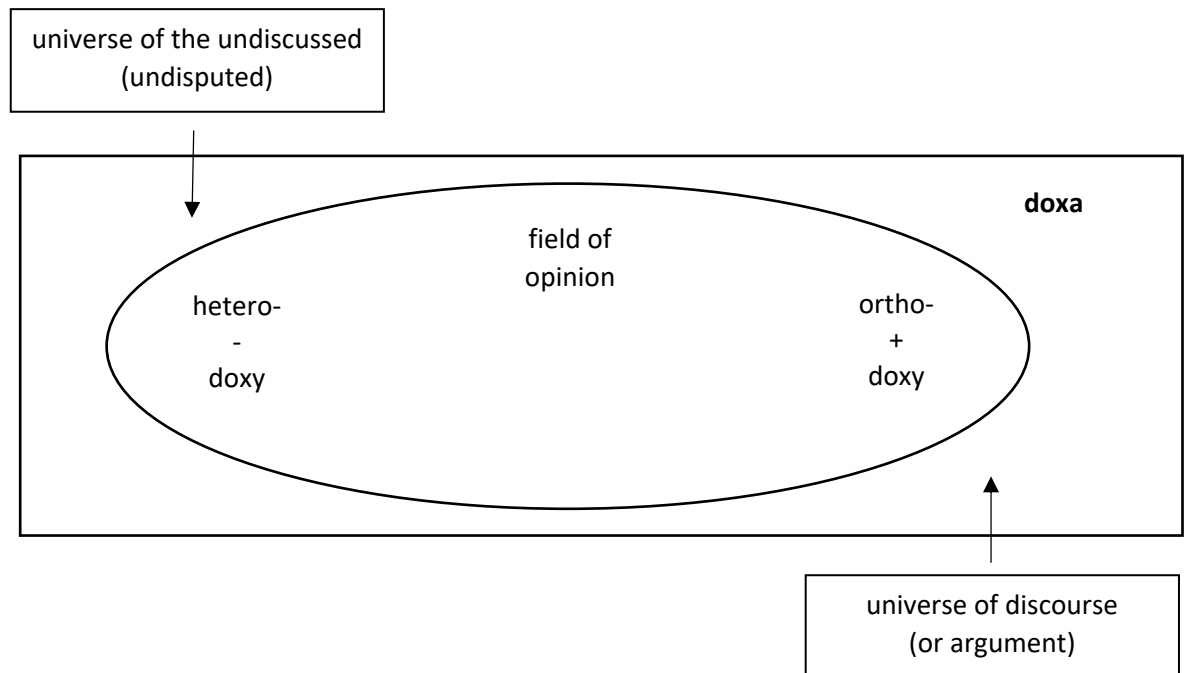 universe of the undiscussed
(undisputed)
doxa
field of
opinion
hetero-
-
doxy
ortho-
+
doxy
universe of discourse
(or argument)